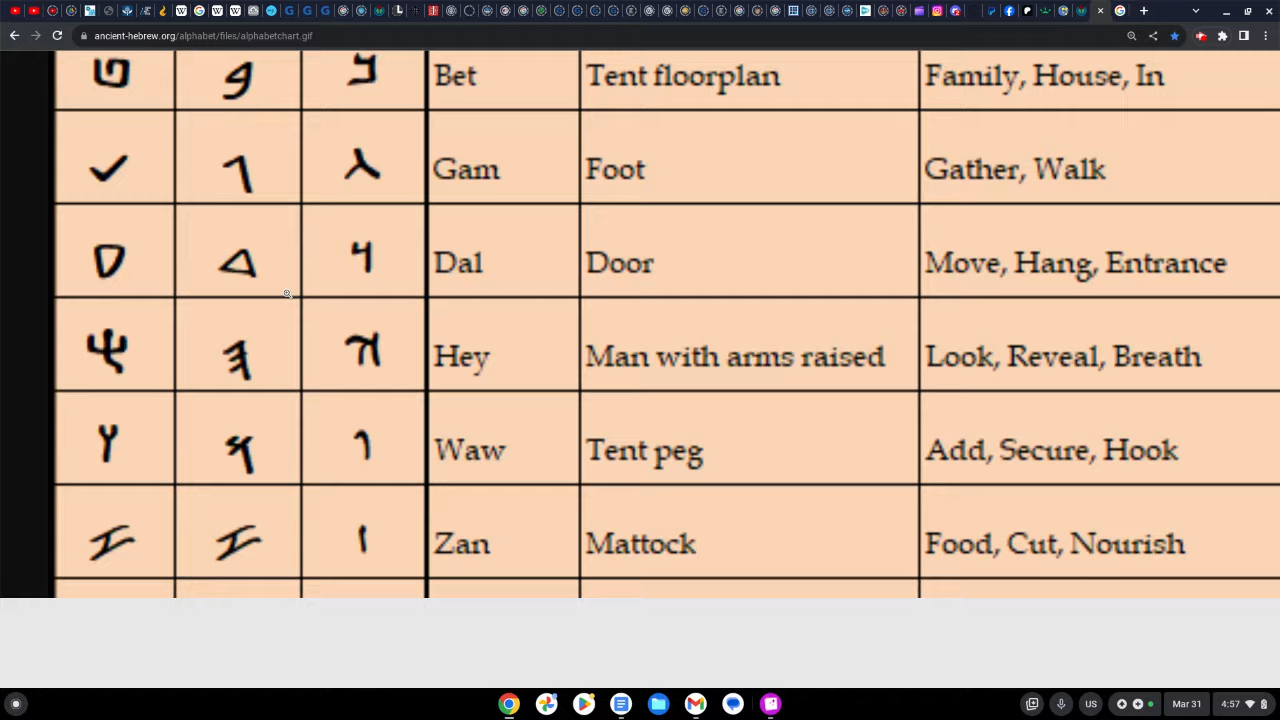 ancient-hebrew.org/alphabet/files/alphabetchart.gif
Bet Tent floorplan Family, House, In
Gam Foot Gather, Walk
Dal Door Move, Hang, Entrance
Hey Man with arms raised Look, Reveal, Breath
Waw Tent peg Add, Secure, Hook
Zan Mattock Food, Cut, Nourish
US Mar 31 4:57